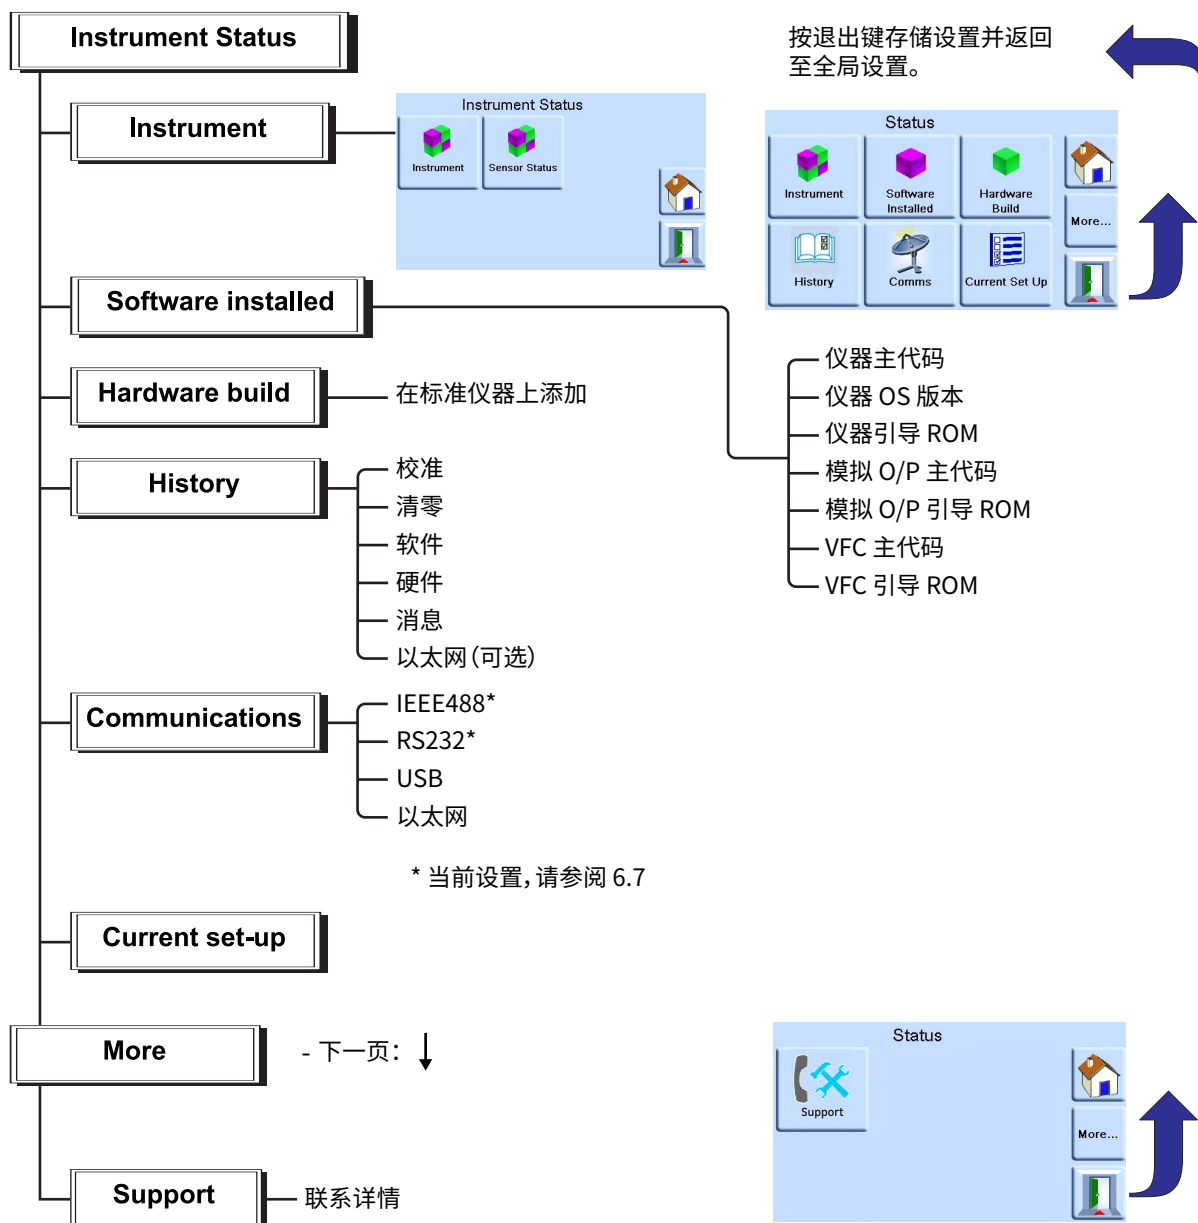 Instrument Status
按退出键存储设置并返回
至全局设置。
Instrument
Instrument Status
Instrument
Sensor Status
Status
Instrument
Software
Installed
Hardware
Build
More...
History
Comms
Current Set Up
Software installed
仪器主代码
仪器 OS 版本
仪器引导 ROM
模拟 O/P 主代码
模拟 O/P 引导 ROM
VFC 主代码
VFC 引导 ROM
Hardware build
在标准仪器上添加
History
校准
清零
软件
硬件
消息
以太网（可选）
Communications
IEEE488*
RS232*
USB
以太网
* 当前设置，请参阅 6.7
Current set-up
More
- 下一页：
Status
Support
More...
Support
联系详情